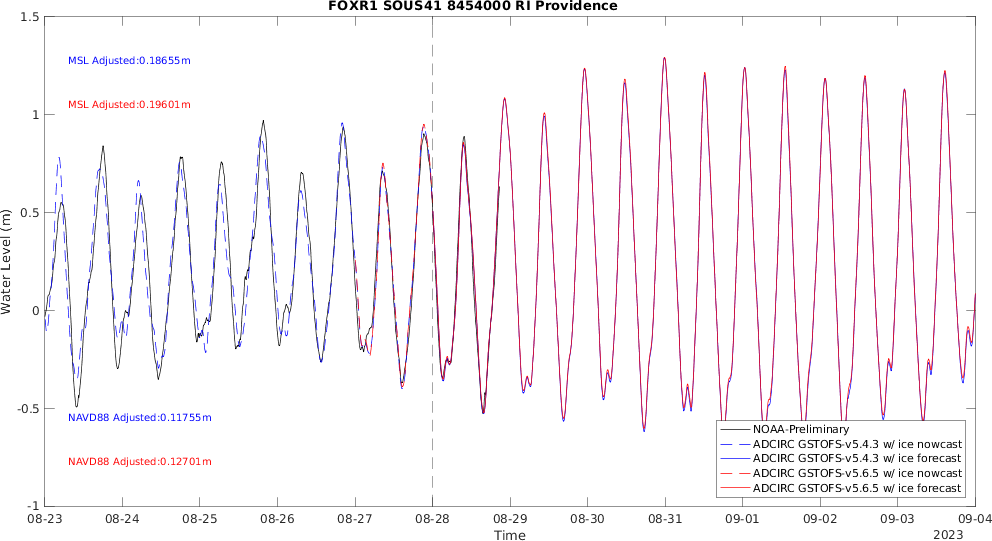 FOXR1 SOUS41 8454000 RI Providence
1.5
1
0.5
0
-0.5
-1
Water Level (m)
MSL Adjusted:0.18655m
MSL Adjusted:0.19601m
NAVD88 Adjusted:0.11755m
NAVD88 Adjusted:0.12701m
NOAA-Preliminary
ADCIRC GSTOFS-v5.4.3 w/ ice nowcast
ADCIRC GSTOFS-v5.4.3 w/ ice forecast
ADCIRC GSTOFS-v5.6.5 w/ ice nowcast
ADCIRC GSTOFS-v5.6.5 w/ ice forecast
08-23 08-24 08-25 08-26 08-27 08-28 08-29 08-30 08-31 09-01 09-02 09-03 09-04
Time
2023